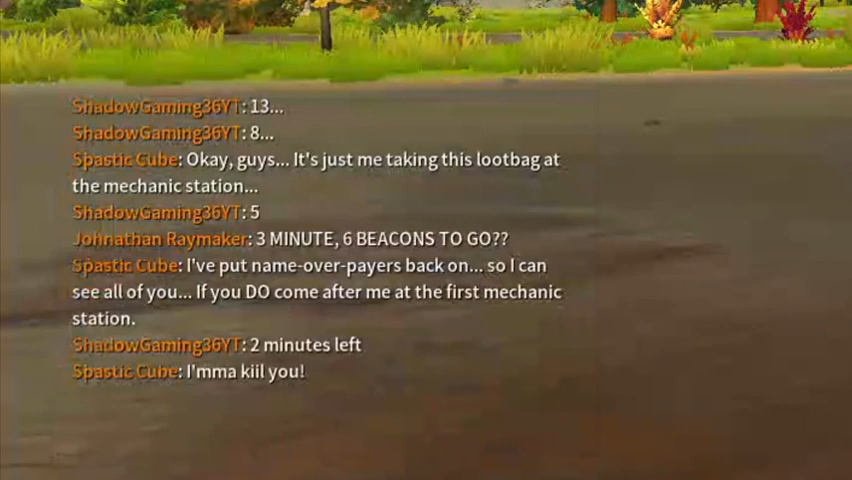 ShadowGaming36YT: 13...
ShadowGaming36YT: 8...
Spastic Cube: Okay, guys... It's just me taking this lootbag at
the mechanic station...
ShadowGaming36YT: 5
Johnathan Raymaker: 3 MINUTE, 6 BEACONS TO GO??
Spastic Cube: I've put name-over-payers back on... so I can
see all of you... If you DO come after me at the first mechanic
station.
ShadowGaming36YT: 2 minutes left
Spastic Cube: I'mma kiil you!